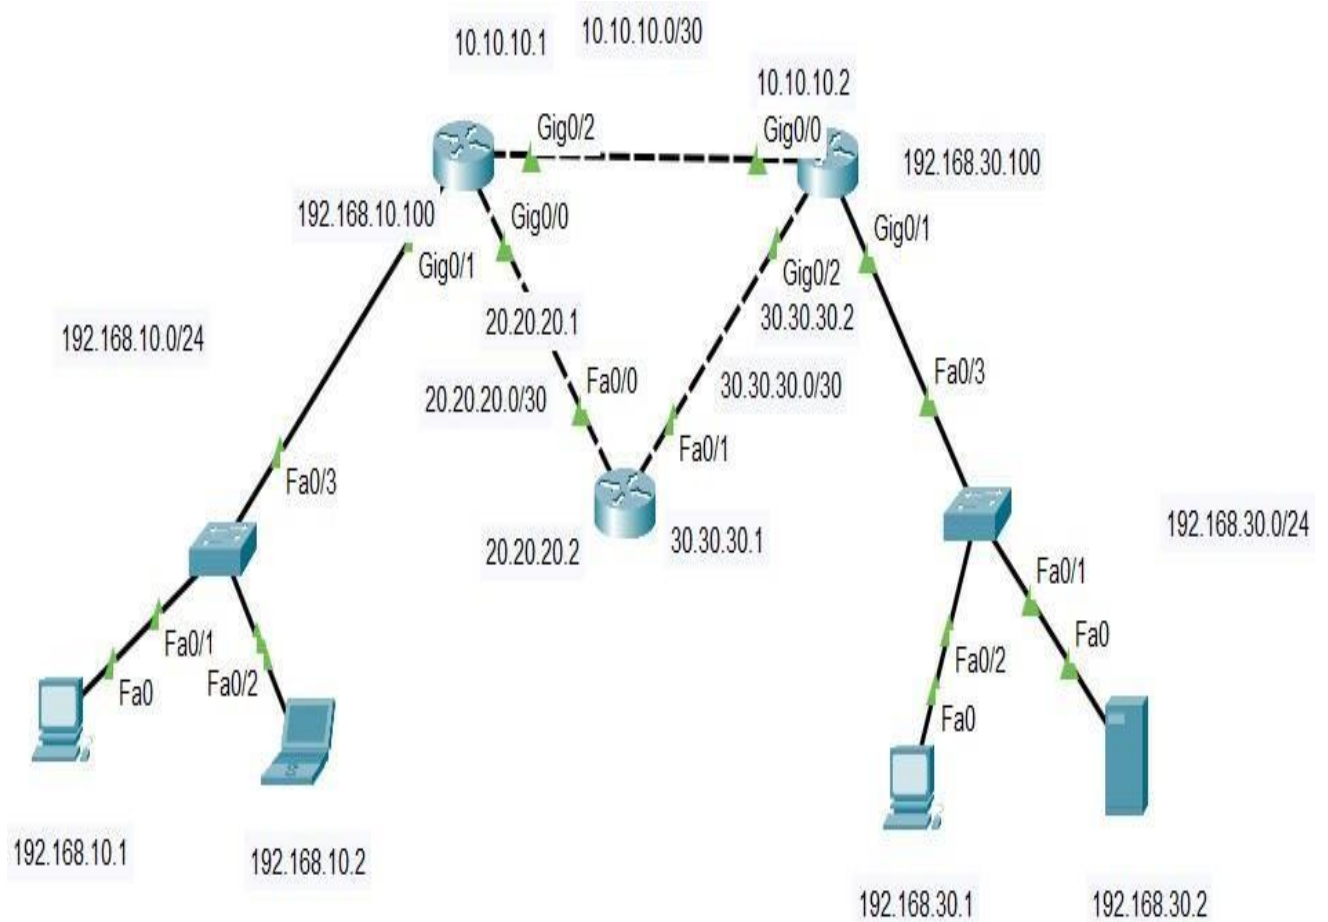 10.10.10.1
10.10.10.0/30
10.10.10.2
Gig0/2
Gig0/0
192.168.30.100
192.168.10.100
Gig0/0
Gig0/1
Gig0/1
Gig0/2
192.168.10.0/24
20.20.20.1
30.30.30.2
Fa0/0
20.20.20.0/30
30.30.30.0/30
Fa0/3
Fa0/1
Fa0/3
20.20.20.2
30.30.30.1
192.168.30.0/24
Fa0/1
Fa0/1
Fa0
Fa0/2
Fa0/2
Fa0
Fa0
192.168.10.1
192.168.10.2
192.168.30.1
192.168.30.2